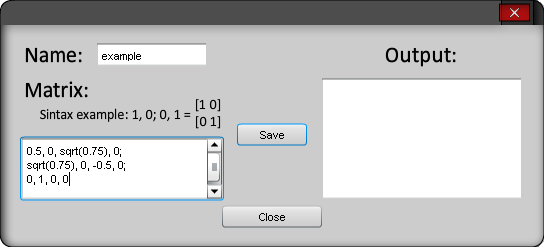 Name:
example
Output:
Matrix:
Sintax example: 1, 0; 0, 1 = [1 0]
[0 1]
0.5, 0, sqrt(0.75), 0;
sqrt(0.75), 0, -0.5, 0;
0, 1, 0, 0
Save
Close